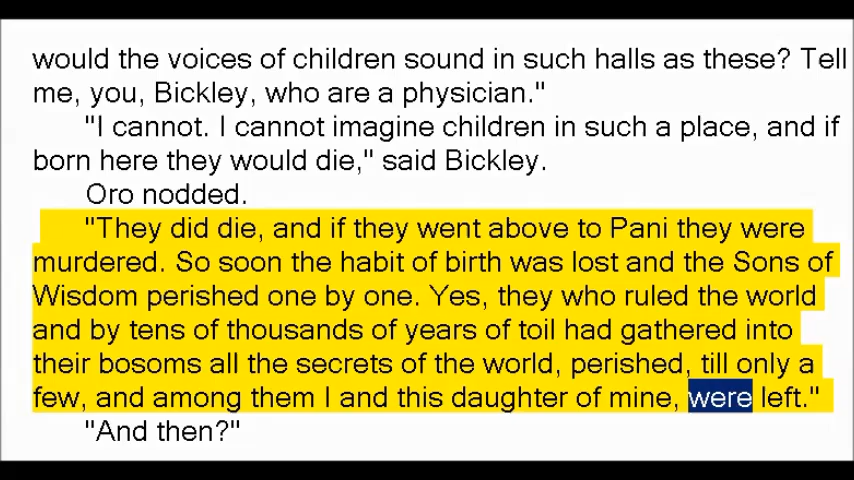 would the voices of children sound in such halls as these? Tell
me, you, Bickley, who are a physician."
"I cannot. I cannot imagine children in such a place, and if
born here they would die," said Bickley.
Oro nodded.
"They did die, and if they went above to Pani they were
murdered. So soon the habit of birth was lost and the Sons of
Wisdom perished one by one. Yes, they who ruled the world
and by tens of thousands of years of toil had gathered into
their bosoms all the secrets of the world, perished, till only a
few, and among them I and this daughter of mine, were left."
"And then?"